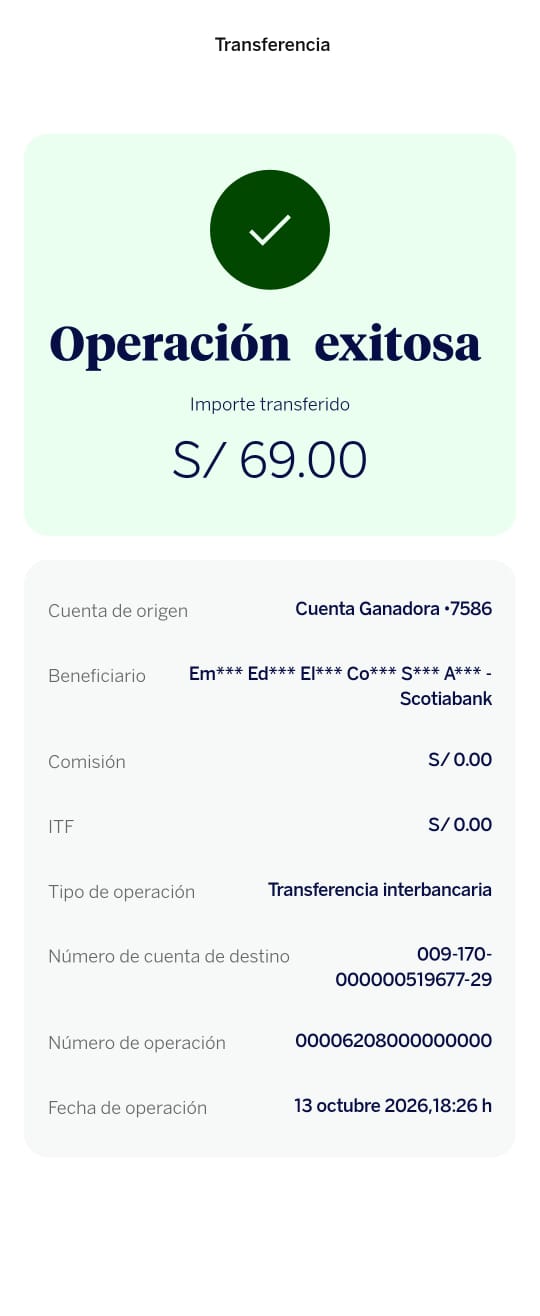 Transferencia
Operación exitosa
Importe transferido
S/ 69.00
Cuenta de origen
Cuenta Ganadora •7586
Beneficiario
Em*** Ed*** El*** Co*** S*** A*** -
Scotiabank
Comisión
S/ 0.00
ITF
S/ 0.00
Tipo de operación
Transferencia interbancaria
Número de cuenta de destino
009-170-
000000519677-29
Número de operación
00006208000000000
Fecha de operación
13 octubre 2026,18:26 h